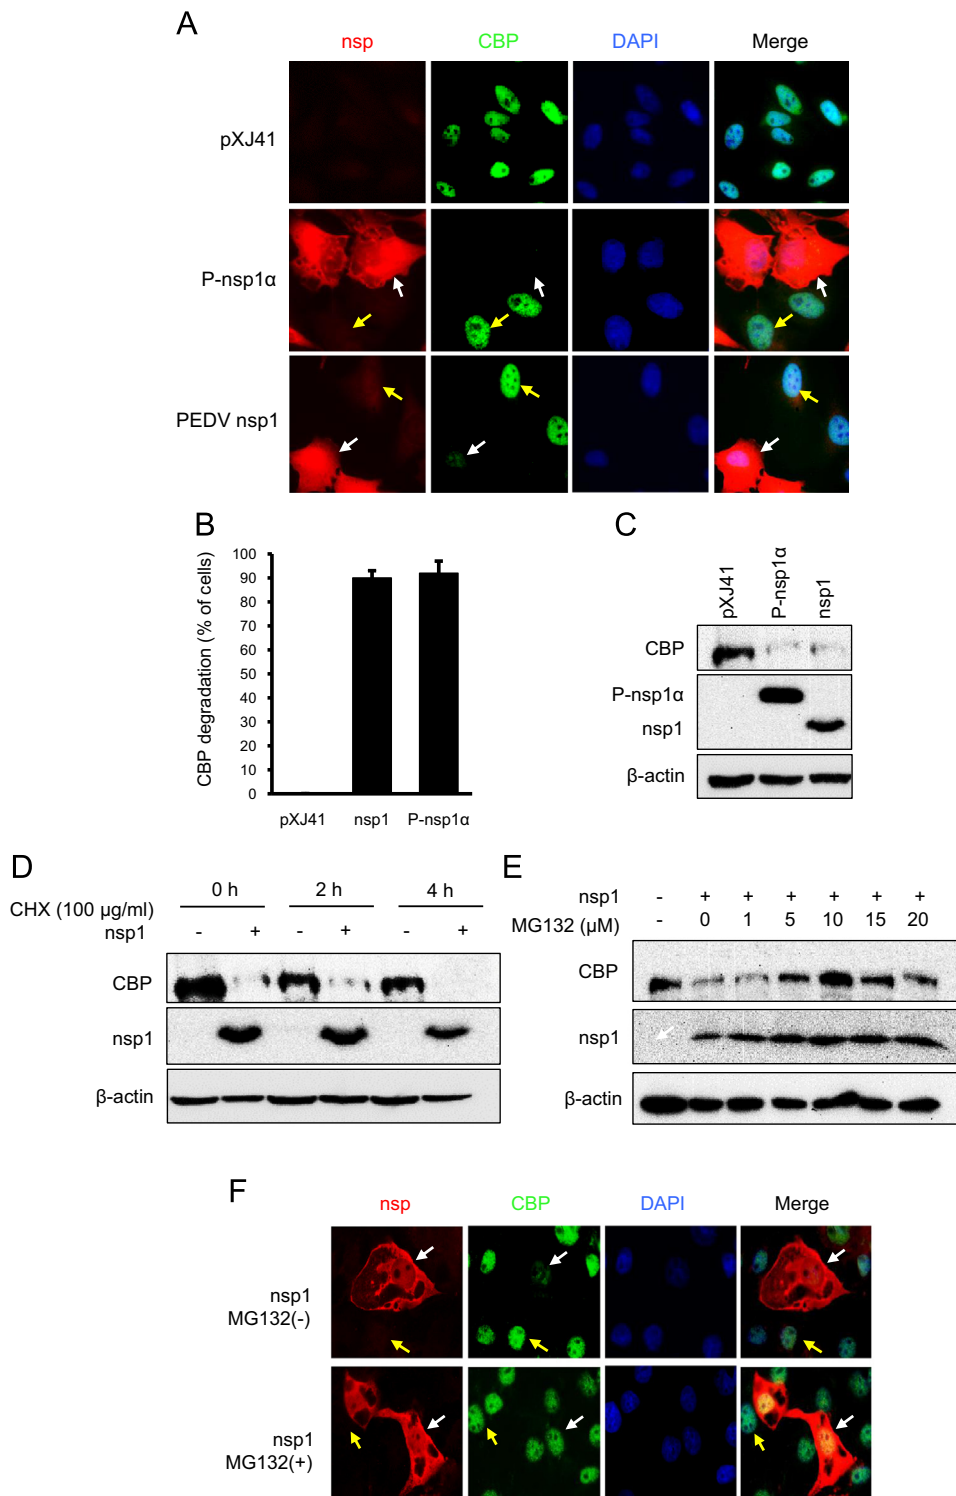 A
nsp CBP DAPI Merge
pXJ41
P-nsp1α
PEDV nsp1
B
CBP degradation (% of cells)
100
90
80
70
60
50
40
30
20
10
0
pXJ41 nsp1 P-nsp1α
C
pXJ41 P-nsp1α nsp1
CBP
P-nsp1α
nsp1
β-actin
D
0 h 2 h 4 h
CHX (100 µg/ml)
nsp1 - + - + - +
CBP
nsp1
β-actin
E
nsp1 - + + + + + +
MG132 (µM) - 0 1 5 10 15 20
CBP
nsp1
β-actin
F
nsp CBP DAPI Merge
nsp1
MG132(-)
nsp1
MG132(+)